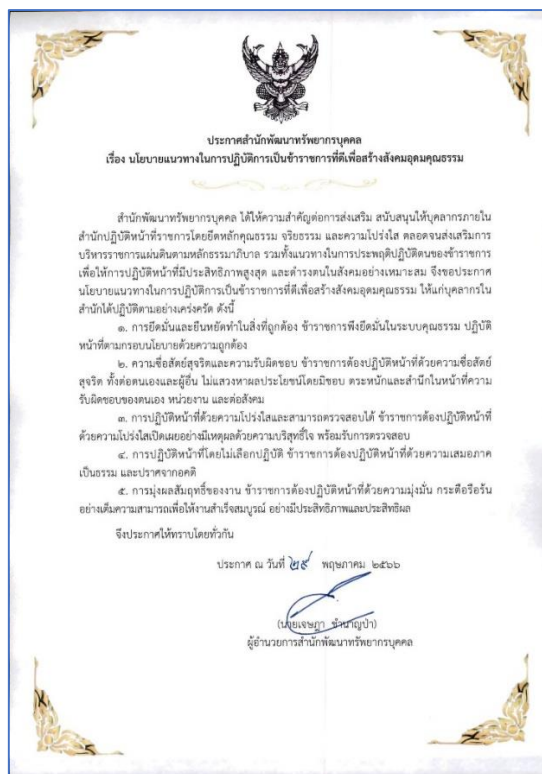 ประกาศสำนักพัฒนาทรัพยากรบุคคล
เรื่อง นโยบายแนวทางในการปฏิบัติการเป็นข้าราชการที่ดีเพื่อสร้างสังคมอุดมคุณธรรม
สำนักพัฒนาทรัพยากรบุคคล ได้ให้ความสำคัญต่อการส่งเสริม สนับสนุนให้บุคลากรภายใน
สำนักปฏิบัติหน้าที่ราชการโดยยึดหลักคุณธรรม จริยธรรม และความโปร่งใส ตลอดจนส่งเสริมการ
บริหารราชการแผ่นดินตามหลักธรรมาภิบาล รวมทั้งแนวทางในการประพฤติปฏิบัติตนของข้าราชการ
เพื่อให้การปฏิบัติหน้าที่มีประสิทธิภาพสูงสุด และดำรงตนในสังคมอย่างเหมาะสม จึงขอประกาศ
นโยบายแนวทางในการปฏิบัติการเป็นข้าราชการที่ดีเพื่อสร้างสังคมอุดมคุณธรรม ให้แก่บุคลากรใน
สำนักได้ปฏิบัติตามอย่างเคร่งครัด ดังนี้
๑. การยึดมั่นและยืนหยัดทำในสิ่งที่ถูกต้อง ข้าราชการพึงยึดมั่นในระบบคุณธรรม ปฏิบัติ
หน้าที่ตามกรอบนโยบายด้วยความถูกต้อง
๒. ความซื่อสัตย์สุจริตและความรับผิดชอบ ข้าราชการต้องปฏิบัติหน้าที่ด้วยความซื่อสัตย์
สุจริต ทั้งต่อตนเองและผู้อื่น ไม่แสวงหาผลประโยชน์โดยมิชอบ ตระหนักและสำนึกในหน้าที่ความ
รับผิดชอบของตนเอง หน่วยงาน และต่อสังคม
๓. การปฏิบัติหน้าที่ด้วยความโปร่งใสและสามารถตรวจสอบได้ ข้าราชการต้องปฏิบัติหน้าที่
ด้วยความโปร่งใสเปิดเผยอย่างมีเหตุผลด้วยความบริสุทธิ์ใจ พร้อมรับการตรวจสอบ
๔. การปฏิบัติหน้าที่โดยไม่เลือกปฏิบัติ ข้าราชการต้องปฏิบัติหน้าที่ด้วยความเสมอภาค
เป็นธรรม และปราศจากอคติ
๕. การมุ่งผลสัมฤทธิ์ของงาน ข้าราชการต้องปฏิบัติหน้าที่ด้วยความมุ่งมั่น กระตือรือร้น
อย่างเต็มความสามารถเพื่อให้งานสำเร็จสมบูรณ์ อย่างมีประสิทธิภาพและประสิทธิผล
จึงประกาศให้ทราบโดยทั่วกัน
ประกาศ ณ วันที่ ๒๙ พฤษภาคม ๒๕๖๖
(นายเจษฎา ชำนาญป่า)
ผู้อำนวยการสำนักพัฒนาทรัพยากรบุคคล